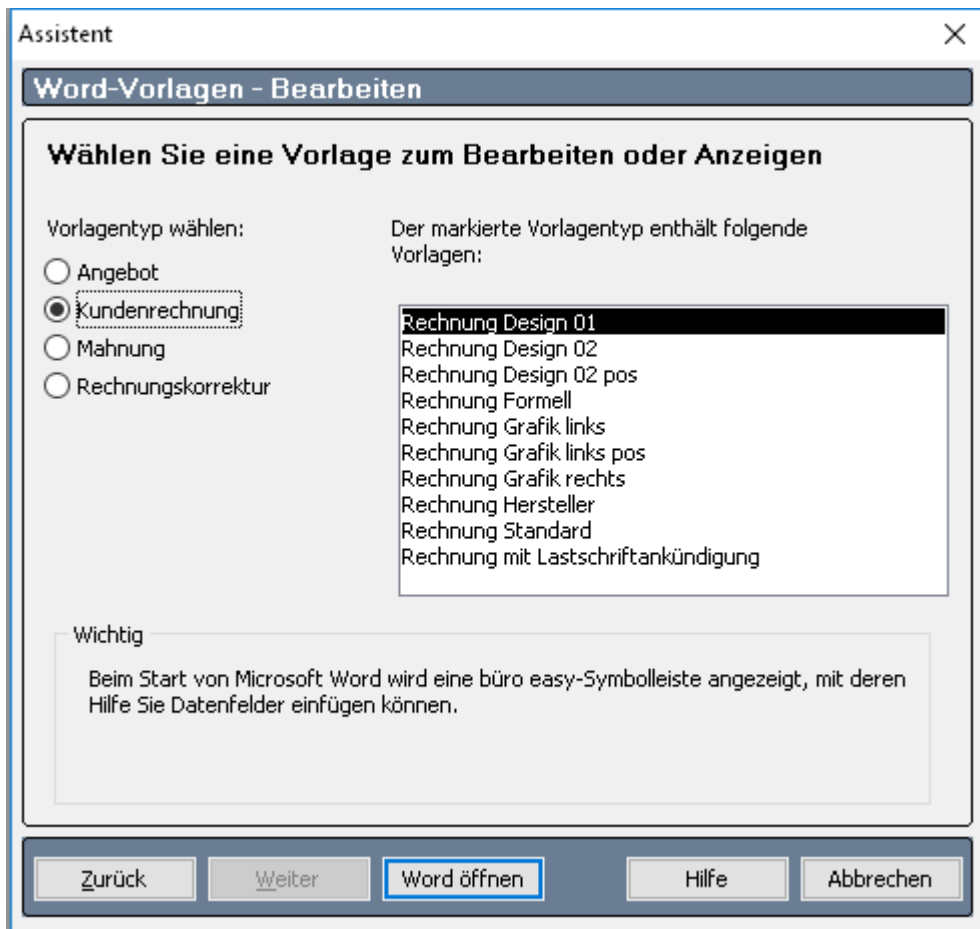 Assistent
Word-Vorlagen - Bearbeiten
Wählen Sie eine Vorlage zum Bearbeiten oder Anzeigen
Vorlagentyp wählen:
Angebot
Kundenrechnung
Mahnung
Rechnungskorrektur
Der markierte Vorlagentyp enthält folgende
Vorlagen:
Rechnung Design 01
Rechnung Design 02
Rechnung Design 02 pos
Rechnung Formell
Rechnung Grafik links
Rechnung Grafik links pos
Rechnung Grafik rechts
Rechnung Hersteller
Rechnung Standard
Rechnung mit Lastschriftankündigung
Wichtig
Beim Start von Microsoft Word wird eine büro easy-Symbolleiste angezeigt, mit deren
Hilfe Sie Datenfelder einfügen können.
Zurück Weiter Word öffnen Hilfe Abbrechen